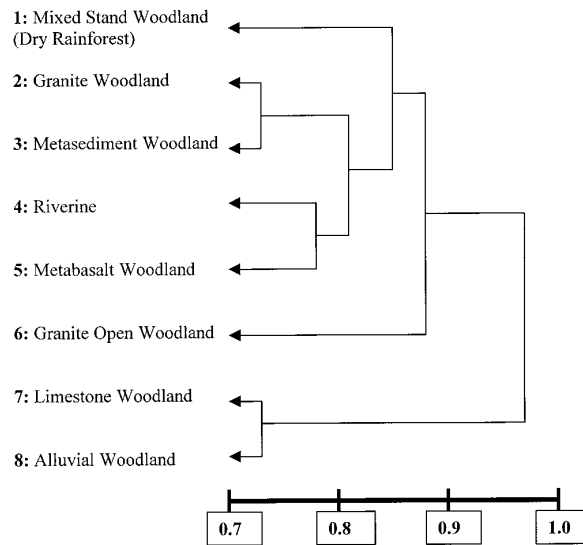 1: Mixed Stand Woodland
(Dry Rainforest)
2: Granite Woodland
3: Metasediment Woodland
4: Riverine
5: Metabasalt Woodland
6: Granite Open Woodland
7: Limestone Woodland
8: Alluvial Woodland
0.7 0.8 0.9 1.0